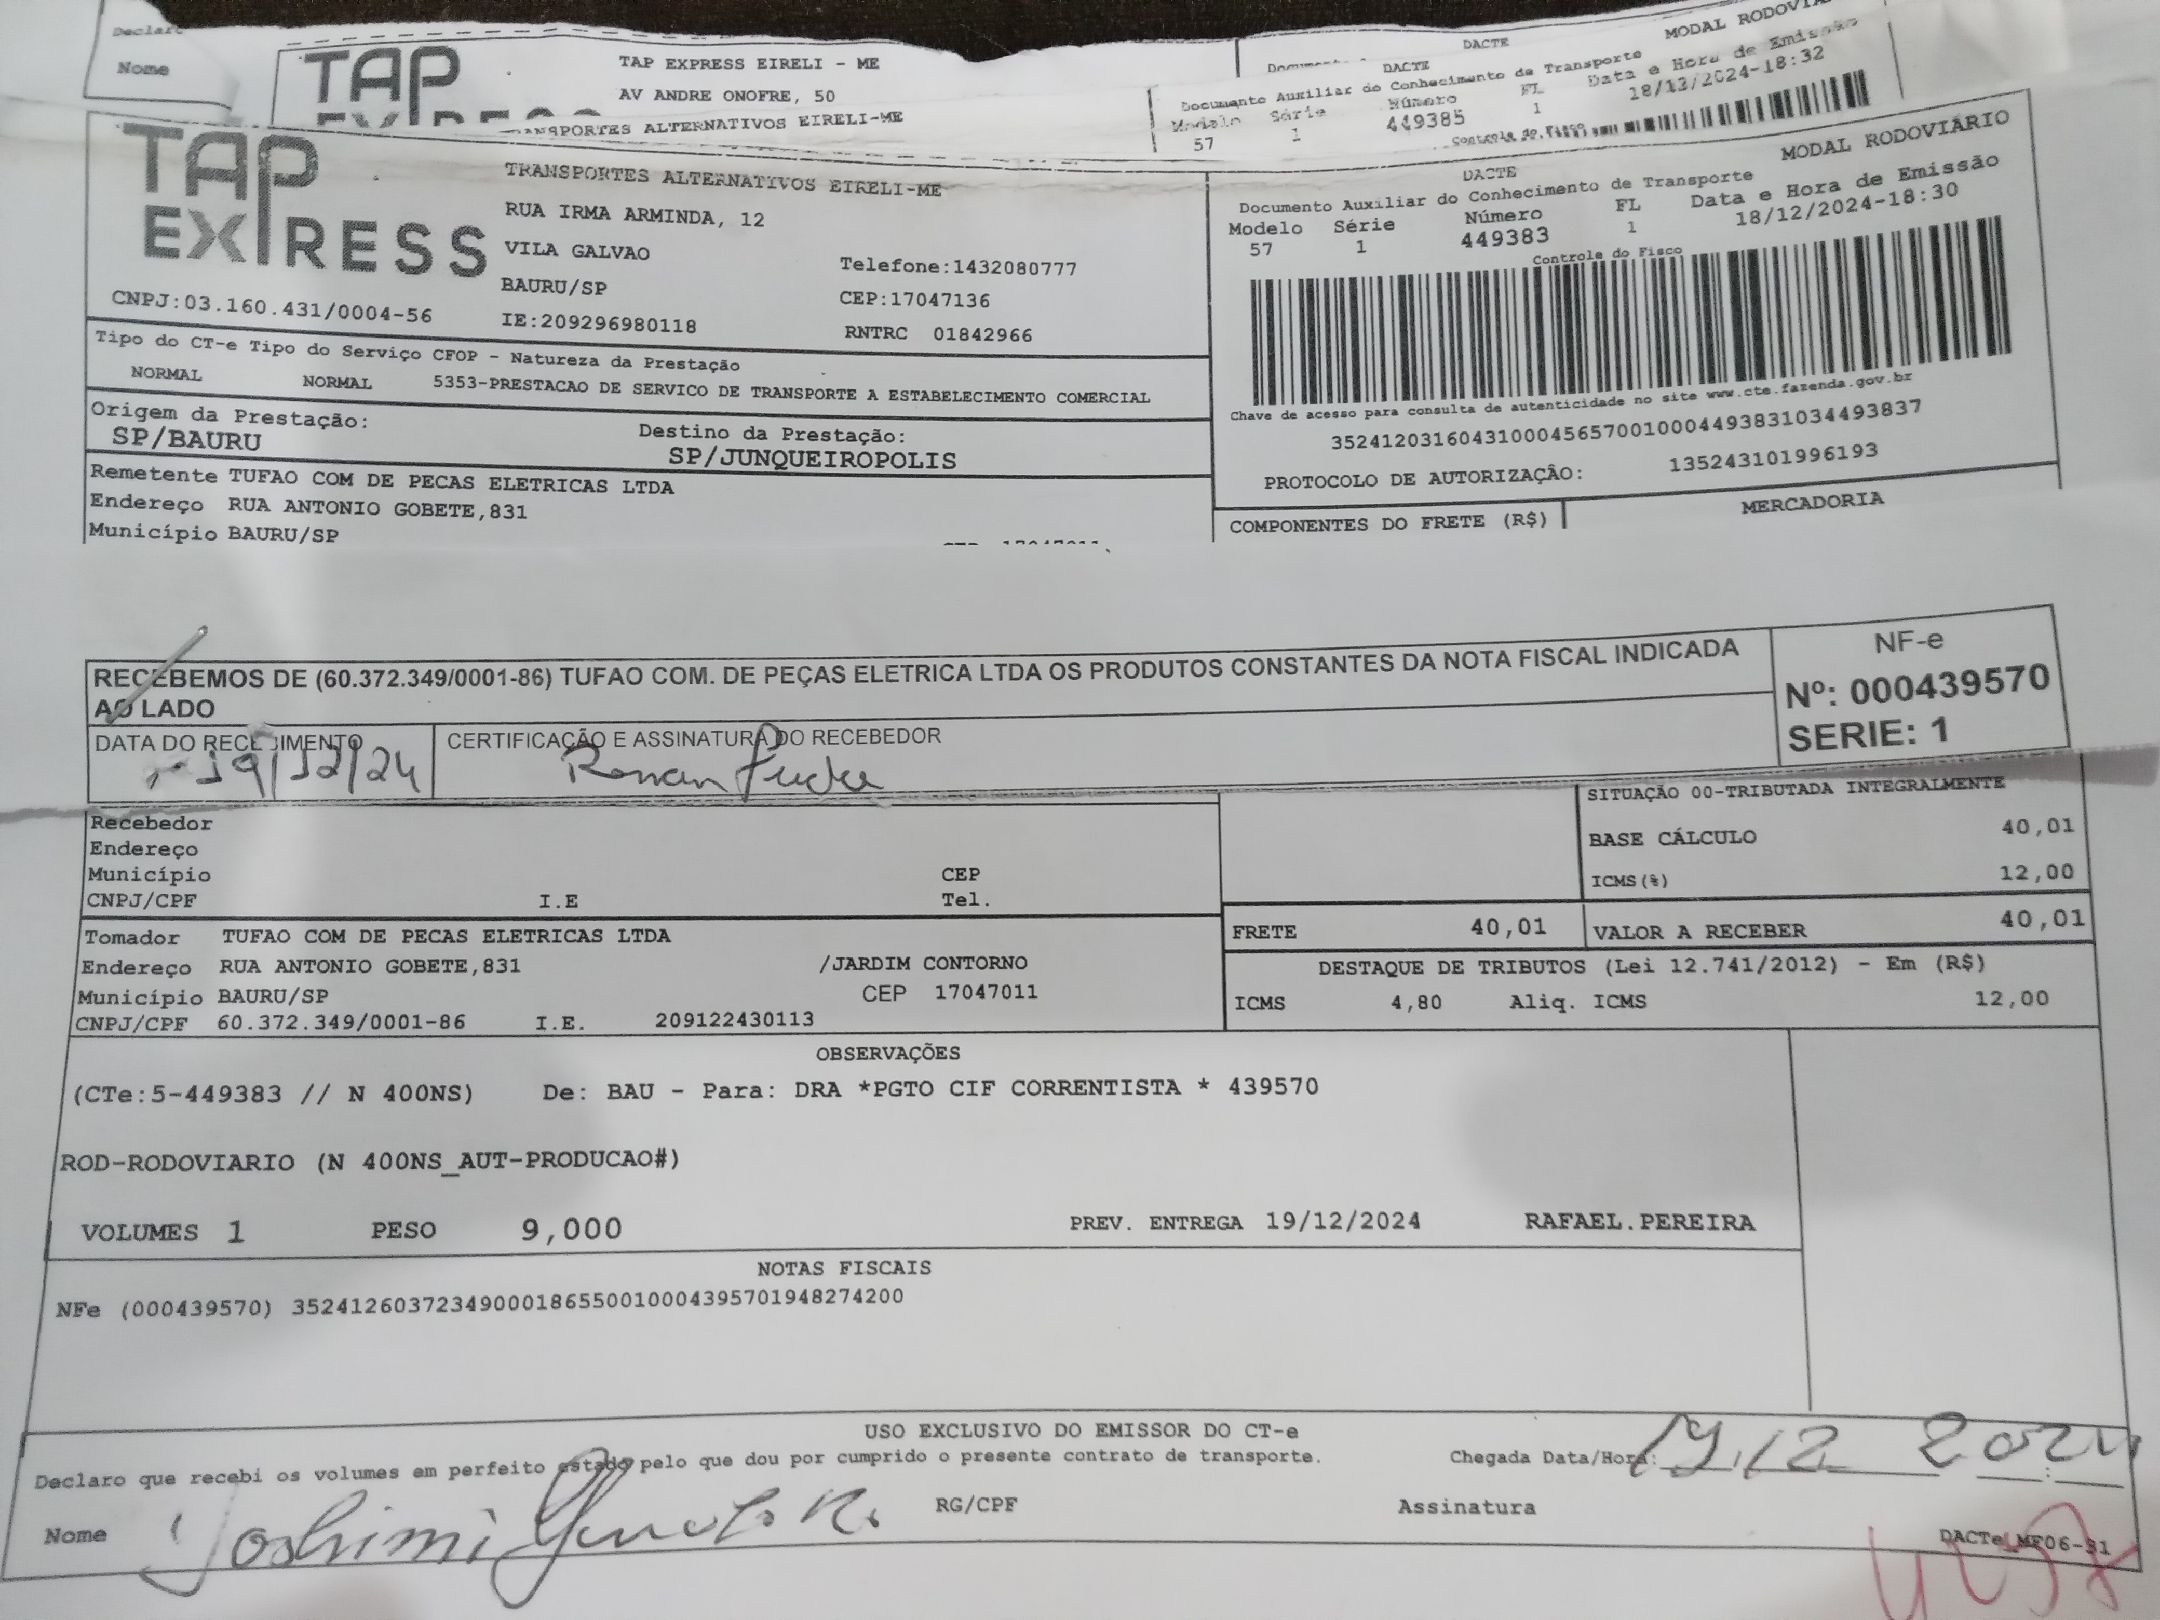 Nome
TAP
TAP EXPRESS EIRELI - ME
AV ANDRE ONOFRE, 50
TRANSPORTES ALTERNATIVOS EIRELI-ME
DACTE
MODAL
DACTE
Documento Auxiliar do Conhecimento de Transporte
Modelo Série Número FL Data e Hora de Emissão
57 1 449385 1 18/12/2024-18:32
Controle do Fisco
TAP EXPRESS
TRANSPORTES ALTERNATIVOS EIRELI-ME
RUA IRMA ARMINDA, 12
VILA GALVAO
Telefone:1432080777
BAURU/SP
CEP:17047136
CNPJ:03.160.431/0004-56
IE:209296980118
RNTRC 01842966
DACTE
MODAL RODOVIÁRIO
Documento Auxiliar do Conhecimento de Transporte
Modelo Série Número FL Data e Hora de Emissão
57 1 449383 1 18/12/2024-18:30
Controle do Fisco
Chave de acesso para consulta de autenticidade no site www.cte.fazenda.gov.br
35241203160431000456570010004493831034493837
PROTOCOLO DE AUTORIZAÇÃO: 135243101996193
Tipo do CT-e Tipo do Serviço CFOP - Natureza da Prestação
NORMAL NORMAL 5353-PRESTACAO DE SERVICO DE TRANSPORTE A ESTABELECIMENTO COMERCIAL
Origem da Prestação: Destino da Prestação:
SP/BAURU SP/JUNQUEIROPOLIS
Remetente TUFAO COM DE PECAS ELETRICAS LTDA
Endereço RUA ANTONIO GOBETE,831
Município BAURU/SP
COMPONENTES DO FRETE (R$) MERCADORIA
RECEBEMOS DE (60.372.349/0001-86) TUFAO COM. DE PEÇAS ELETRICA LTDA OS PRODUTOS CONSTANTES DA NOTA FISCAL INDICADA
AO LADO
NF-e
Nº: 000439570
SERIE: 1
DATA DO RECEBIMENTO CERTIFICAÇÃO E ASSINATURA DO RECEBEDOR
19/12/24 Renan
Recebedor
Endereço
Município CEP
CNPJ/CPF I.E Tel.
SITUAÇÃO 00-TRIBUTADA INTEGRALMENTE
BASE CÁLCULO 40,01
ICMS(%) 12,00
FRETE 40,01 VALOR A RECEBER 40,01
Tomador TUFAO COM DE PECAS ELETRICAS LTDA
Endereço RUA ANTONIO GOBETE,831 /JARDIM CONTORNO
Município BAURU/SP CEP 17047011
CNPJ/CPF 60.372.349/0001-86 I.E. 209122430113
DESTAQUE DE TRIBUTOS (Lei 12.741/2012) - Em (R$)
ICMS 4,80 Aliq. ICMS 12,00
OBSERVAÇÕES
(CTe:5-449383 // N 400NS) De: BAU - Para: DRA *PGTO CIF CORRENTISTA * 439570
ROD-RODOVIARIO (N 400NS_AUT-PRODUCAO#)
VOLUMES 1 PESO 9,000 PREV. ENTREGA 19/12/2024 RAFAEL.PEREIRA
NOTAS FISCAIS
NFe (000439570) 35241260372349000186550010004395701948274200
USO EXCLUSIVO DO EMISSOR DO CT-e
Declaro que recebi os volumes em perfeito estado pelo que dou por cumprido o presente contrato de transporte.
Chegada Data/Hora: 19/12 2024
Nome Yoshimi RG/CPF Assinatura